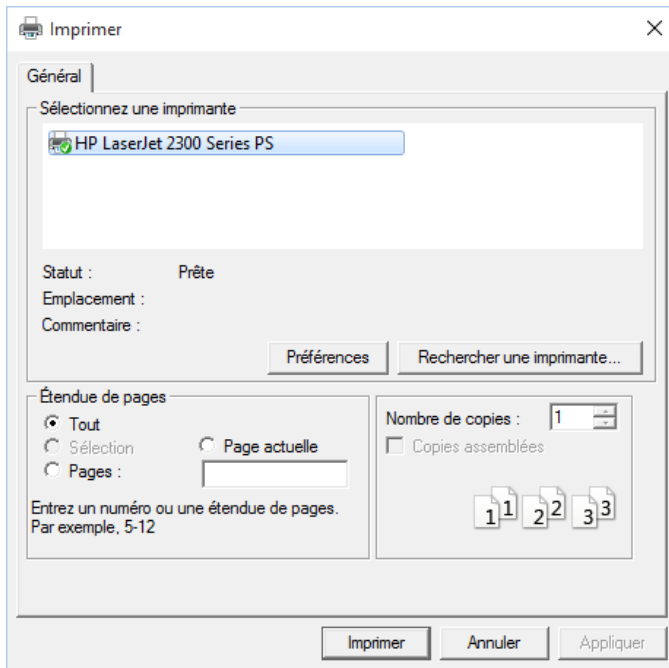 Imprimer
Général
Sélectionnez une imprimante
HP LaserJet 2300 Series PS
Statut : Prête
Emplacement :
Commentaire :
Préférences Rechercher une imprimante...
Étendue de pages
Tout
Sélection Page actuelle
Pages :
Entrez un numéro ou une étendue de pages.
Par exemple, 5-12
Nombre de copies : 1
Copies assemblées
1 1 2 2 3 3
Imprimer Annuler Appliquer